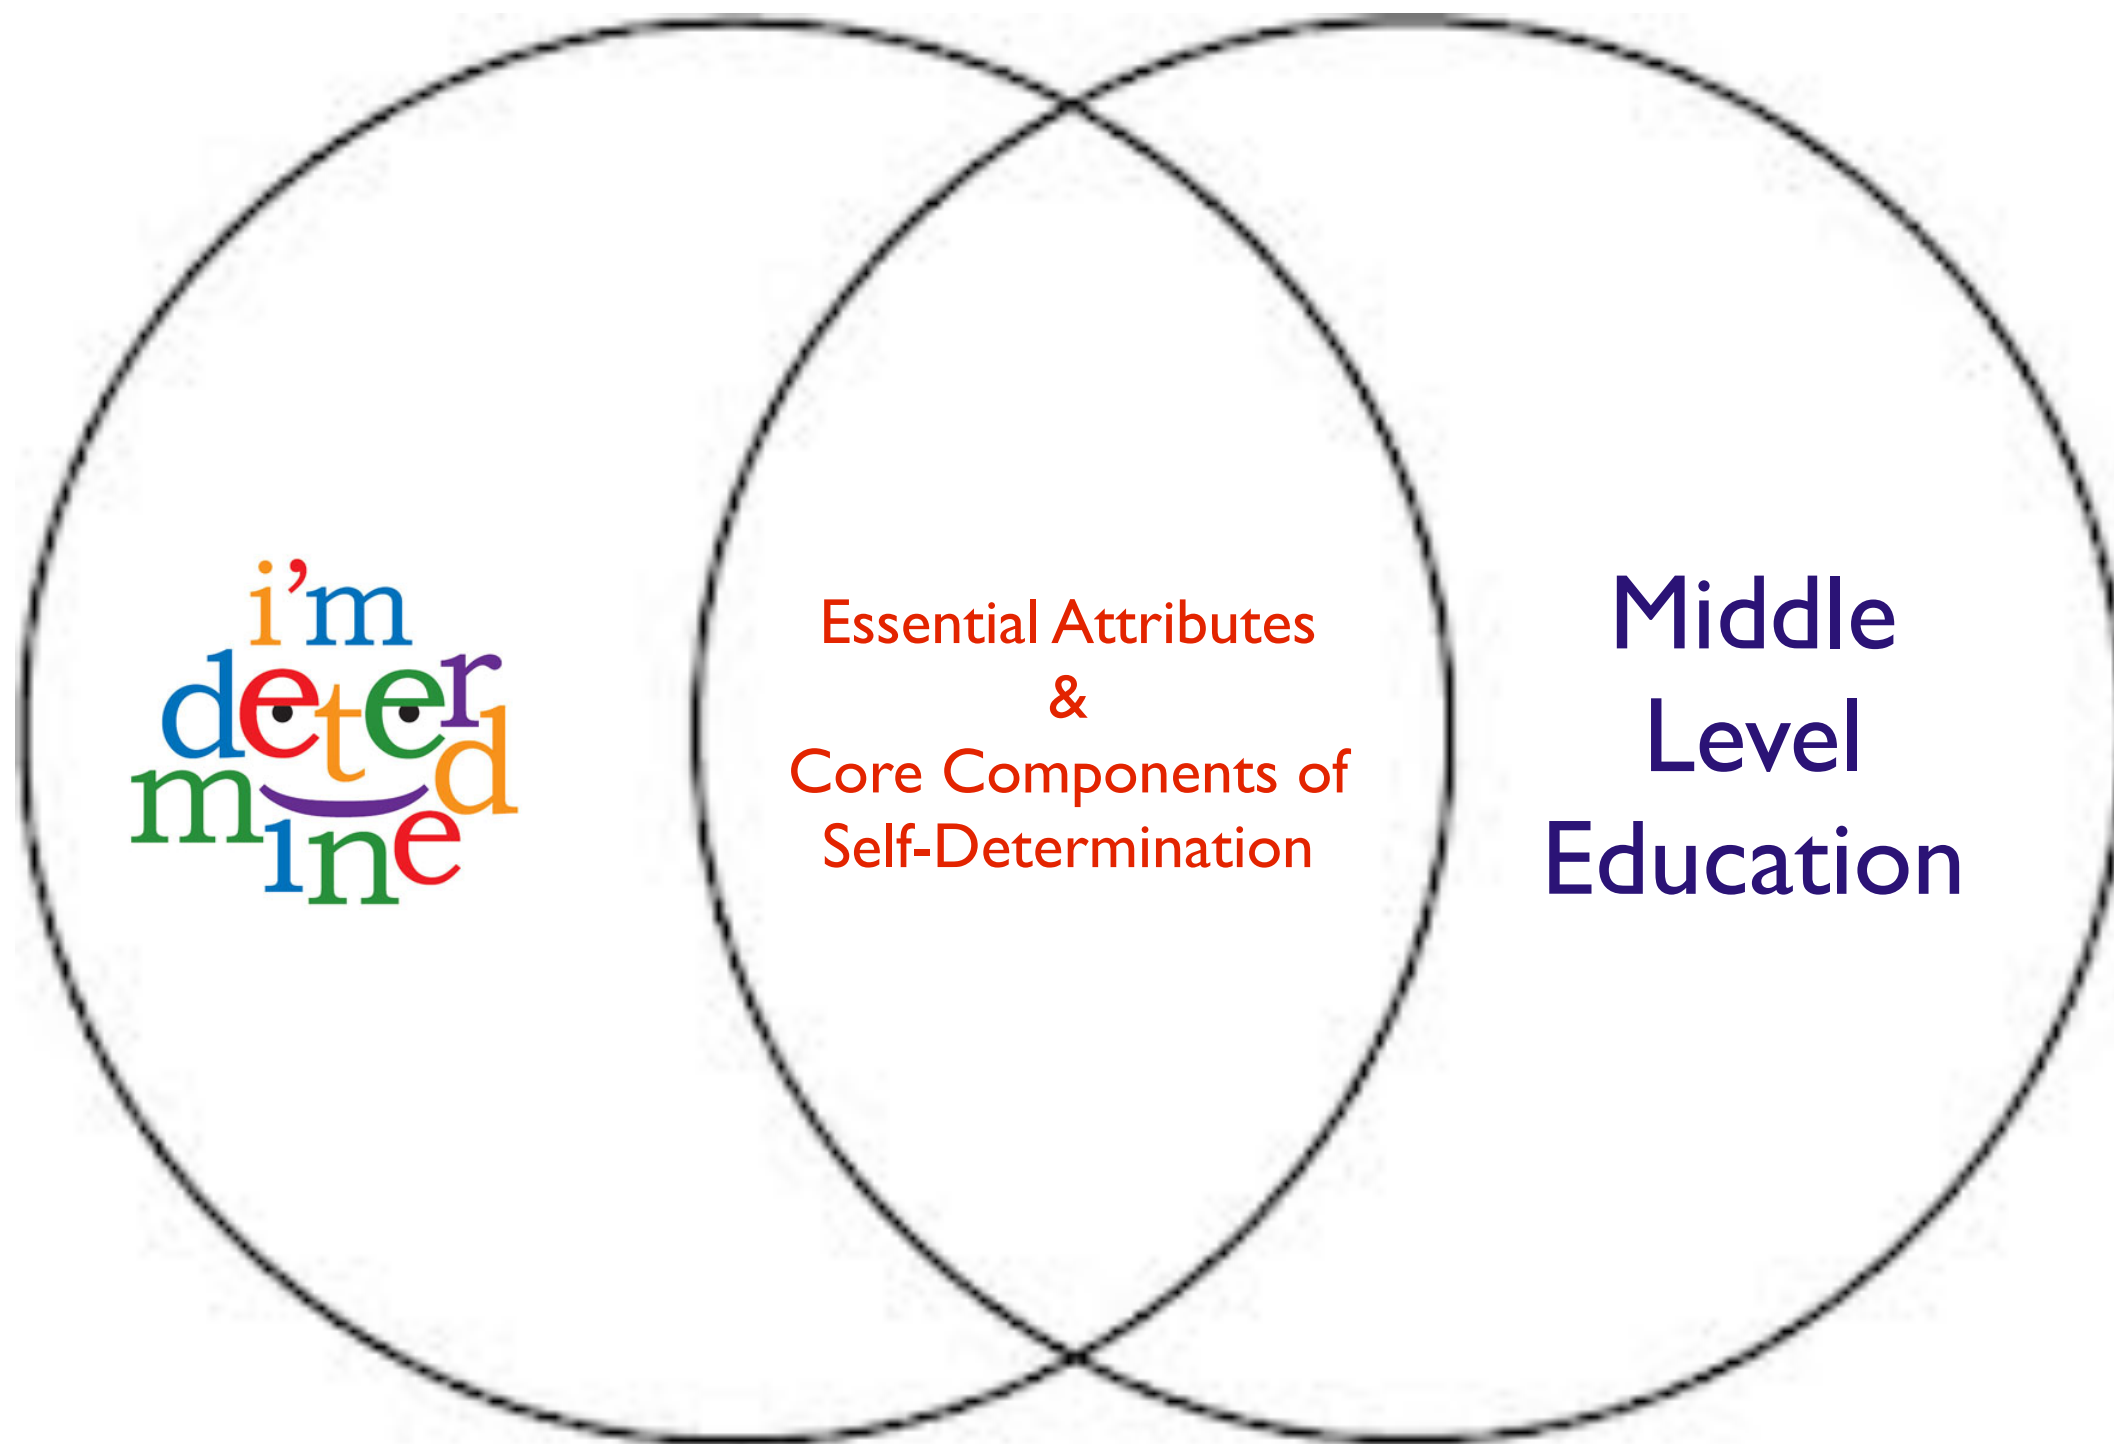 i'm
determined
Essential Attributes
&
Core Components of
Self-Determination
Middle
Level
Education